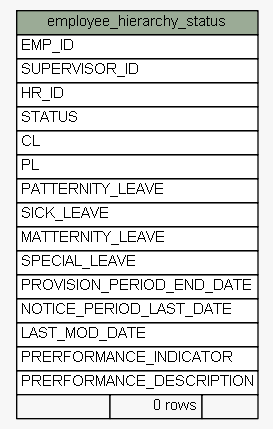 employee_hierarchy_status
EMP_ID
SUPERVISOR_ID
HR_ID
STATUS
CL
PL
PATTERNITY_LEAVE
SICK_LEAVE
MATTERNITY_LEAVE
SPECIAL_LEAVE
PROVISION_PERIOD_END_DATE
NOTICE_PERIOD_LAST_DATE
LAST_MOD_DATE
PRERFORMANCE_INDICATOR
PRERFORMANCE_DESCRIPTION
0 rows